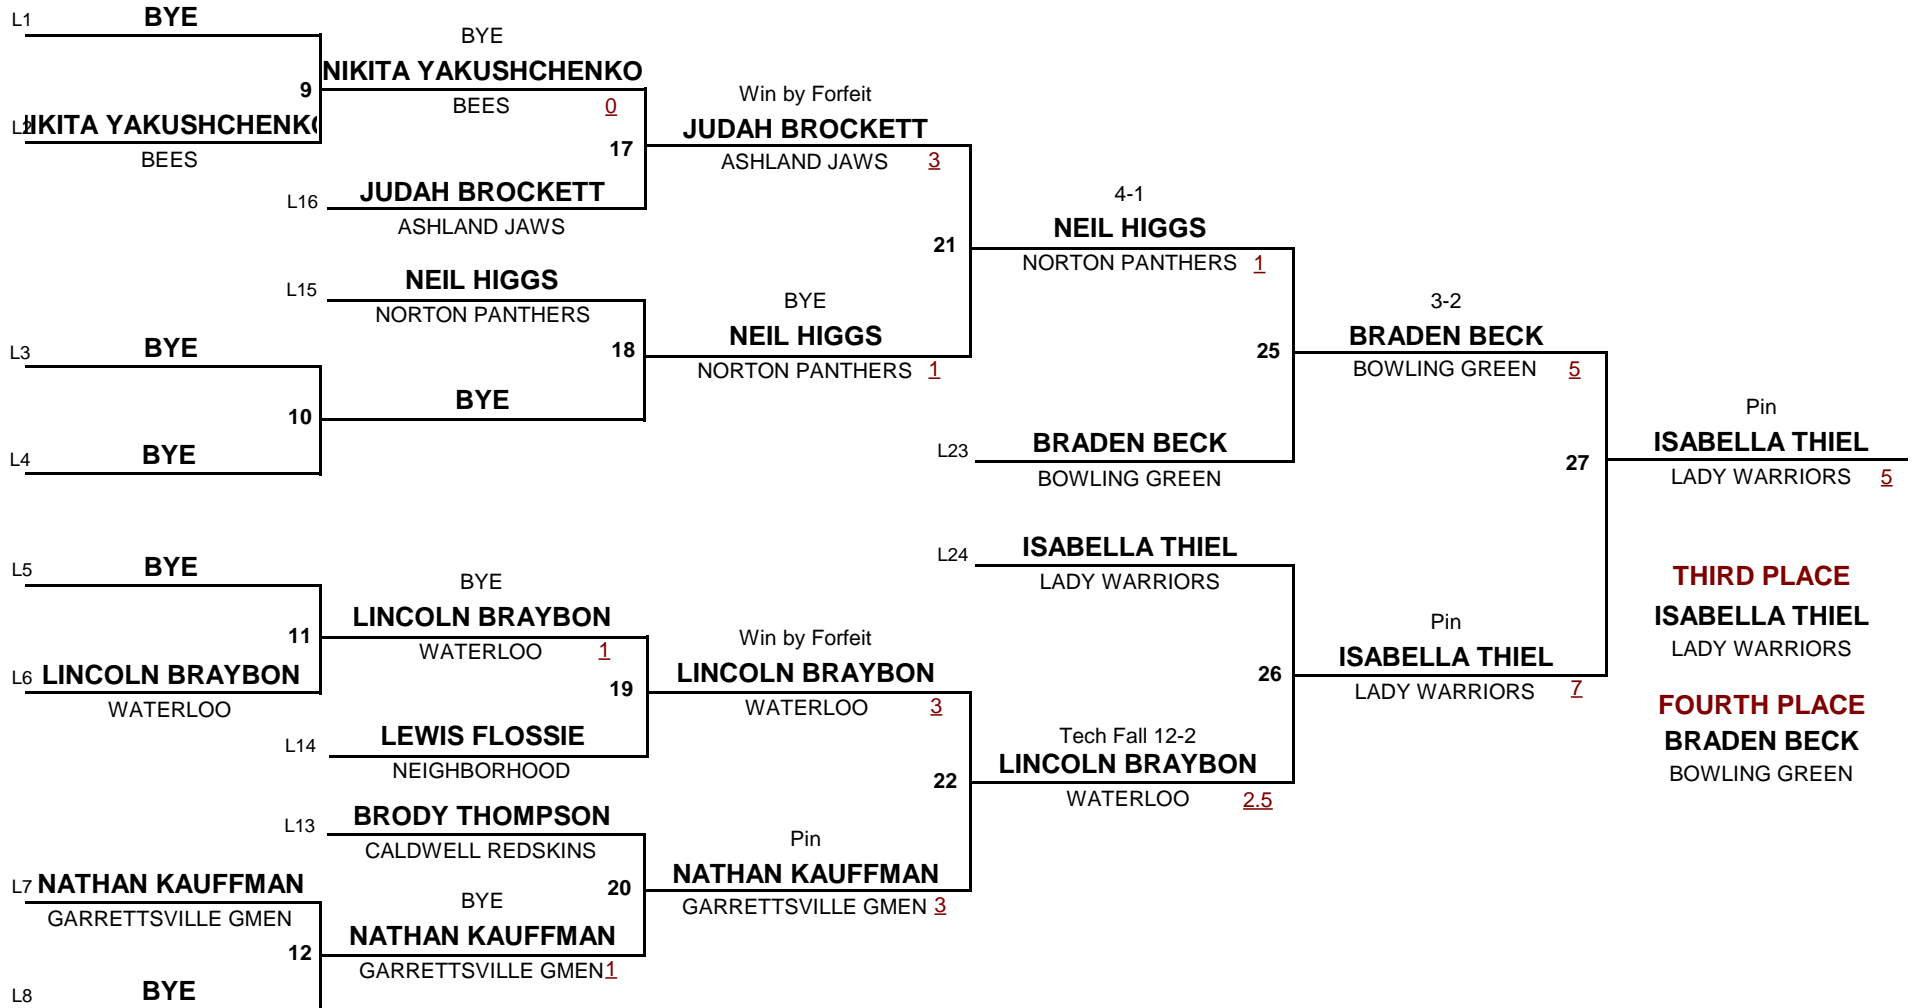 L1 BYE
BYE
NIKITA YAKUSHCHENKO
9
BEES 0
L2 NIKITA YAKUSHCHENKO
BEES
Win by Forfeit
JUDAH BROCKETT
17
ASHLAND JAWS 3
L16 JUDAH BROCKETT
ASHLAND JAWS
4-1
NEIL HIGGS
21
NORTON PANTHERS 1
L15 NEIL HIGGS
NORTON PANTHERS
BYE
NEIL HIGGS
18
NORTON PANTHERS 1
L3 BYE
10
BYE
L4 BYE
3-2
BRADEN BECK
25
BOWLING GREEN 5
L23 BRADEN BECK
BOWLING GREEN
Pin
ISABELLA THIEL
27
LADY WARRIORS 5
L24 ISABELLA THIEL
LADY WARRIORS
L5 BYE
BYE
LINCOLN BRAYBON
11
WATERLOO 1
L6 LINCOLN BRAYBON
WATERLOO
Win by Forfeit
LINCOLN BRAYBON
19
WATERLOO 3
L14 LEWIS FLOSSIE
NEIGHBORHOOD
Pin
ISABELLA THIEL
26
LADY WARRIORS 7
Tech Fall 12-2
LINCOLN BRAYBON
22
WATERLOO 2.5
L13 BRODY THOMPSON
CALDWELL REDSKINS
Pin
NATHAN KAUFFMAN
20
GARRETTSVILLE GMEN 3
L7 NATHAN KAUFFMAN
GARRETTSVILLE GMEN
BYE
NATHAN KAUFFMAN
12
GARRETTSVILLE GMEN 1
L8 BYE
THIRD PLACE
ISABELLA THIEL
LADY WARRIORS
FOURTH PLACE
BRADEN BECK
BOWLING GREEN